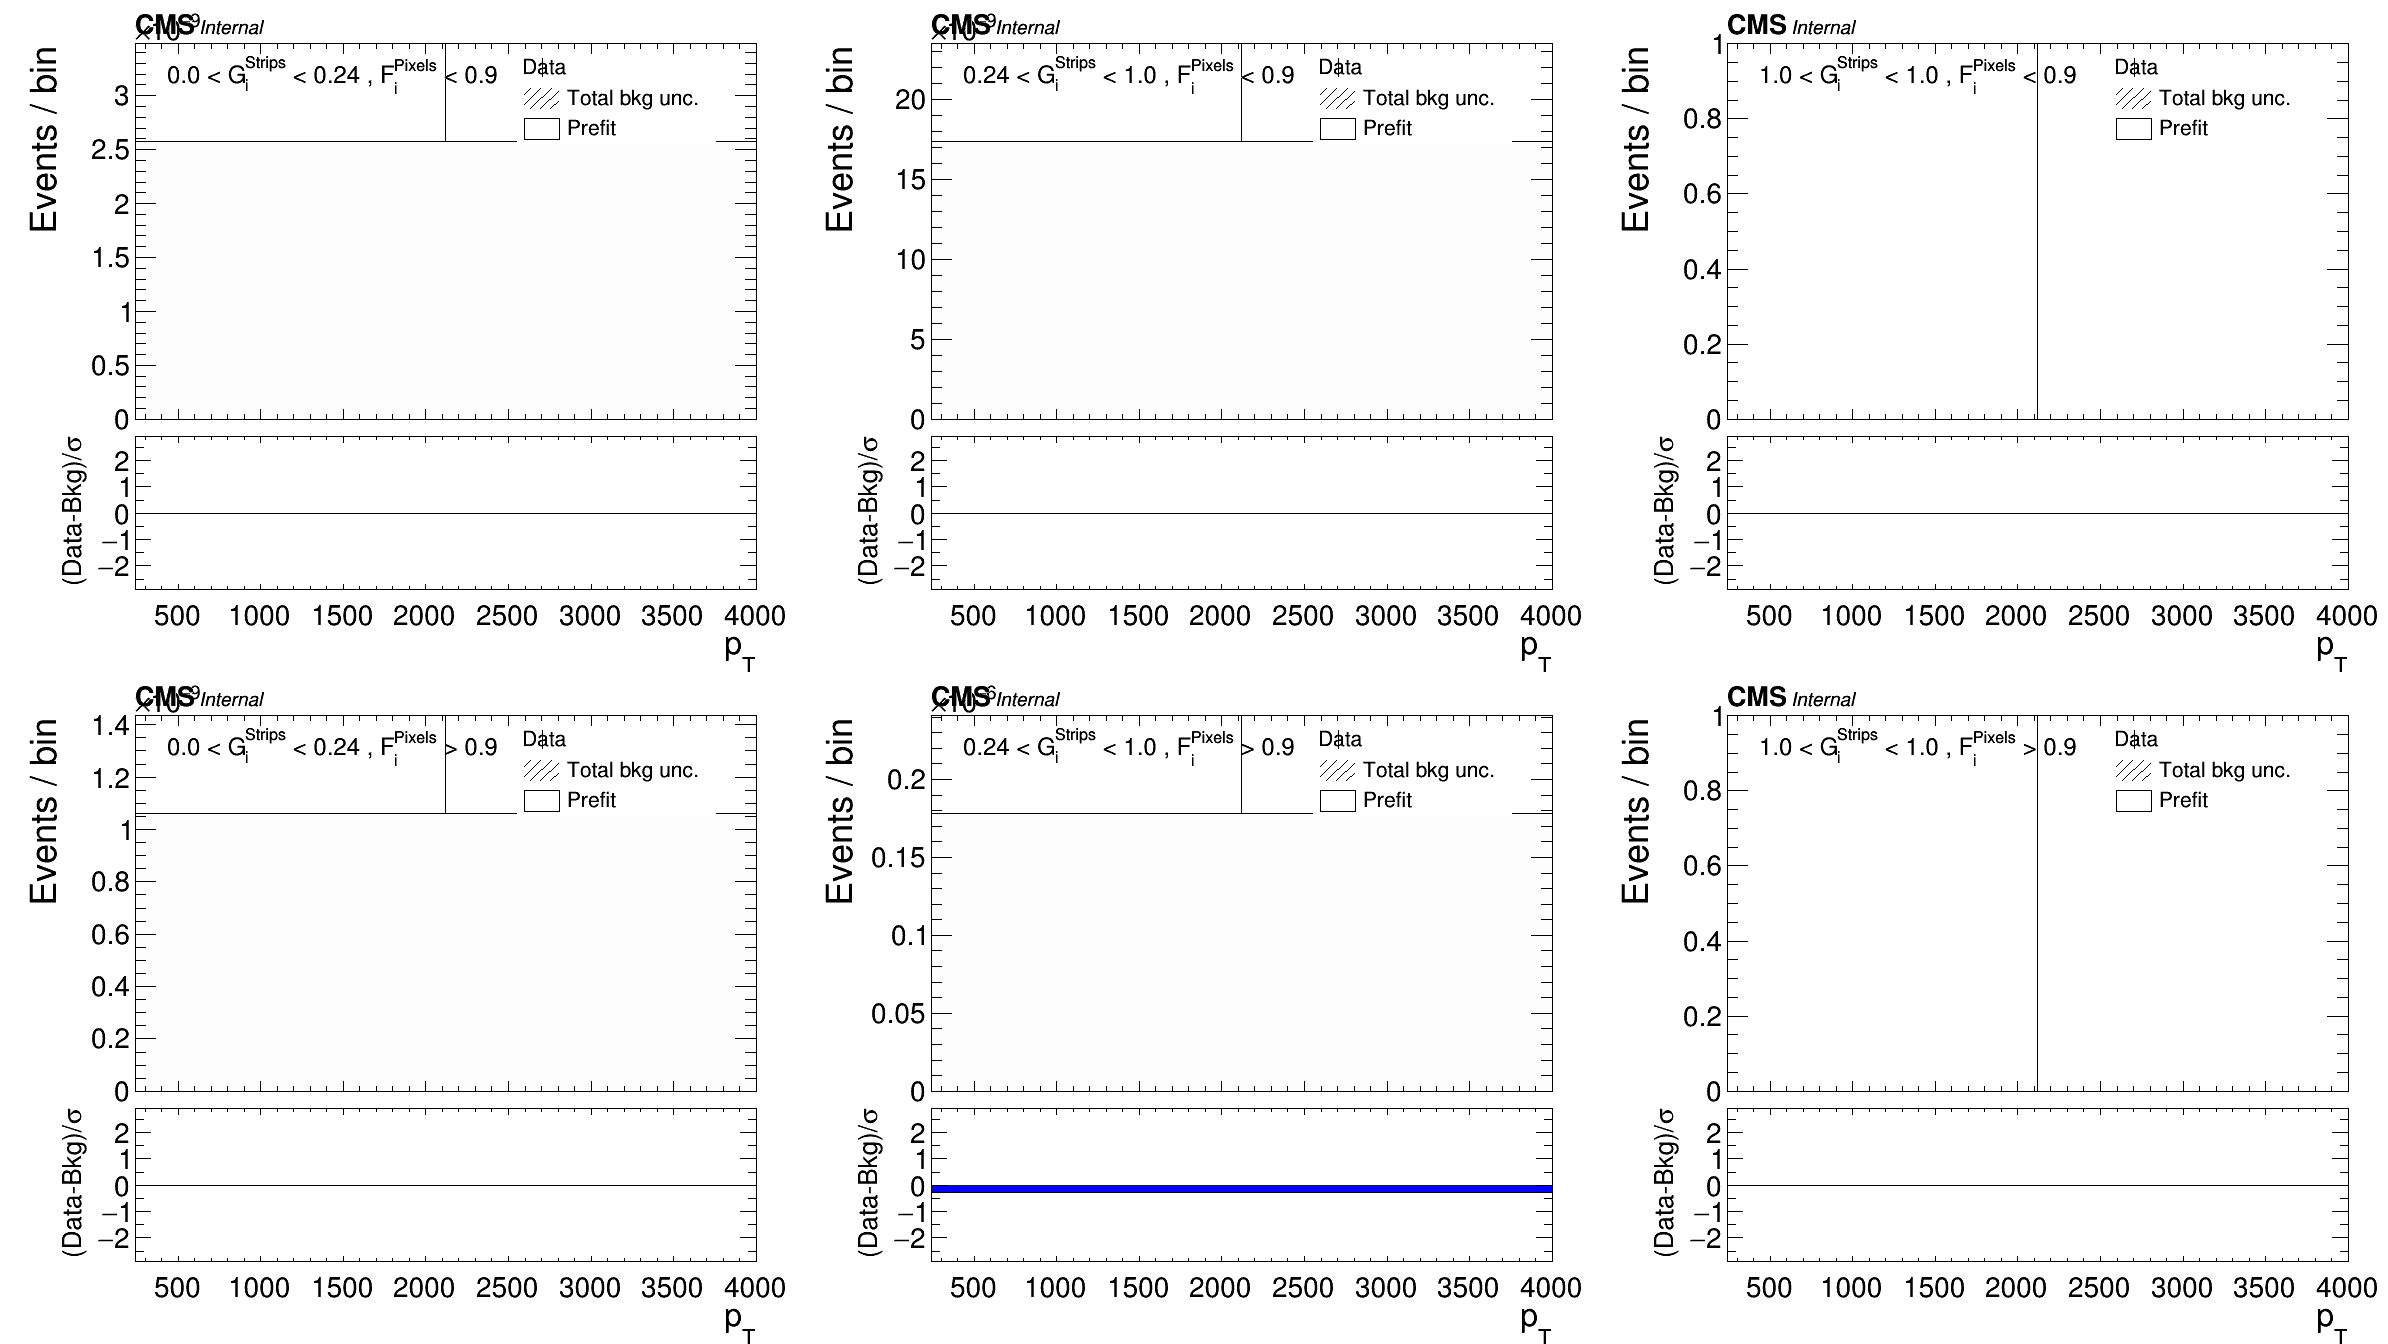 CMS Internal
0.0 < G_i^Strips < 0.24 , F_i^Pixels < 0.9
Data
Total bkg unc.
Prefit
Events / bin
3
2.5
2
1.5
1
0.5
0
(Data-Bkg)/σ
2
1
0
−1
−2
500 1000 1500 2000 2500 3000 3500 4000
p_T
CMS Internal
0.24 < G_i^Strips < 1.0 , F_i^Pixels < 0.9
Data
Total bkg unc.
Prefit
Events / bin
20
15
10
5
0
(Data-Bkg)/σ
2
1
0
−1
−2
500 1000 1500 2000 2500 3000 3500 4000
p_T
CMS Internal
1.0 < G_i^Strips < 1.0 , F_i^Pixels < 0.9
Data
Total bkg unc.
Prefit
Events / bin
1
0.8
0.6
0.4
0.2
0
(Data-Bkg)/σ
2
1
0
−1
−2
500 1000 1500 2000 2500 3000 3500 4000
p_T
CMS Internal
0.0 < G_i^Strips < 0.24 , F_i^Pixels > 0.9
Data
Total bkg unc.
Prefit
Events / bin
1.4
1.2
1
0.8
0.6
0.4
0.2
0
(Data-Bkg)/σ
2
1
0
−1
−2
500 1000 1500 2000 2500 3000 3500 4000
p_T
CMS Internal
0.24 < G_i^Strips < 1.0 , F_i^Pixels > 0.9
Data
Total bkg unc.
Prefit
Events / bin
0.2
0.15
0.1
0.05
0
(Data-Bkg)/σ
2
1
0
−1
−2
500 1000 1500 2000 2500 3000 3500 4000
p_T
CMS Internal
1.0 < G_i^Strips < 1.0 , F_i^Pixels > 0.9
Data
Total bkg unc.
Prefit
Events / bin
1
0.8
0.6
0.4
0.2
0
(Data-Bkg)/σ
2
1
0
−1
−2
500 1000 1500 2000 2500 3000 3500 4000
p_T